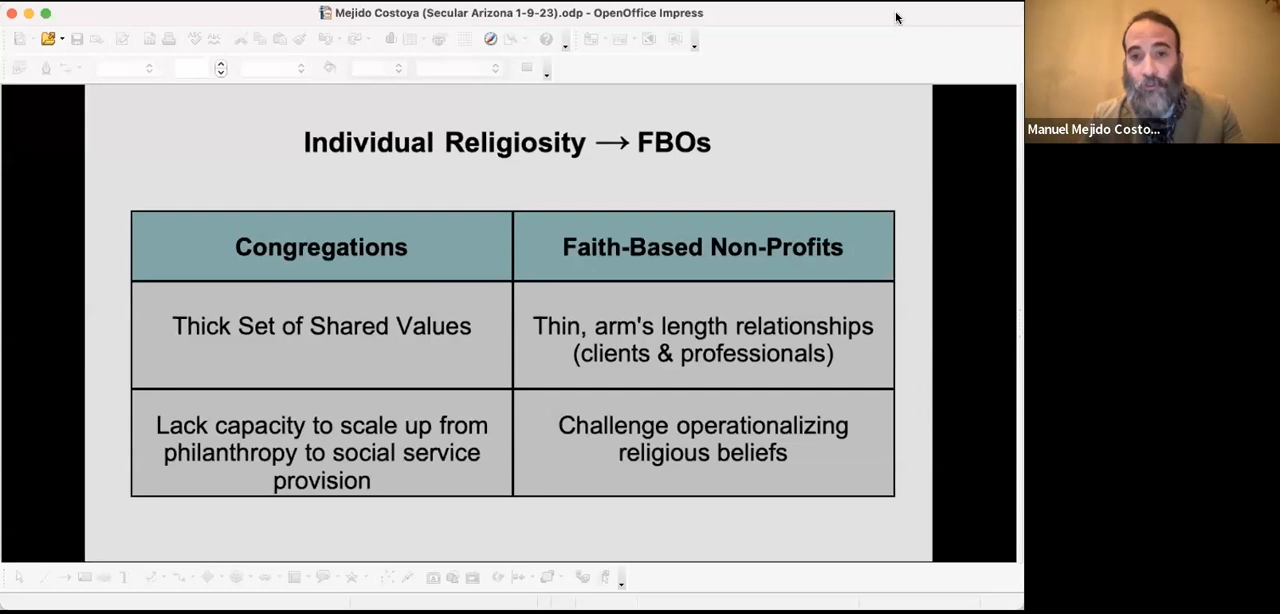 Mejido Costoya (Secular Arizona 1-9-23).odp - OpenOffice Impress
Manuel Mejido Costo...
Individual Religiosity → FBOs
Congregations
Faith-Based Non-Profits
Thick Set of Shared Values
Thin, arm's length relationships
(clients & professionals)
Lack capacity to scale up from
philanthropy to social service
provision
Challenge operationalizing
religious beliefs